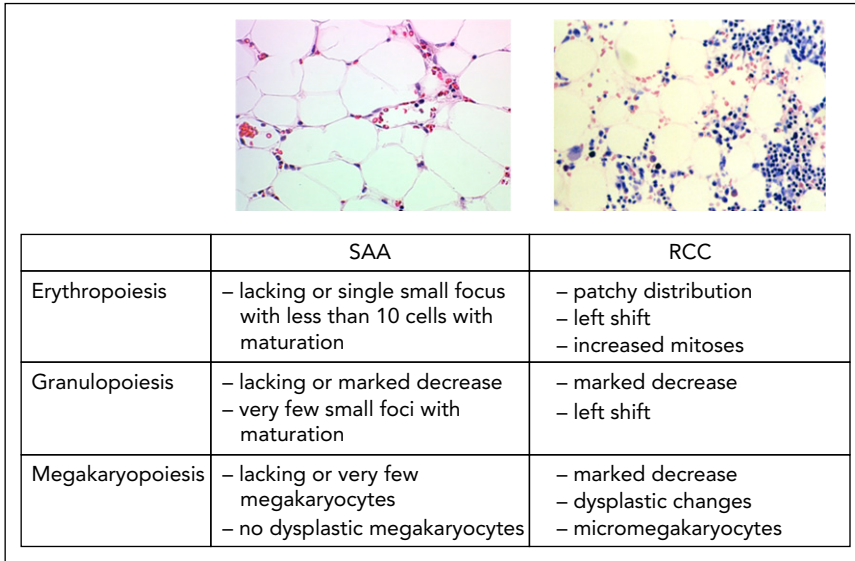 SAA RCC
Erythropoiesis – lacking or single small focus – patchy distribution
with less than 10 cells with – left shift
maturation – increased mitoses
Granulopoiesis – lacking or marked decrease – marked decrease
– very few small foci with – left shift
maturation
Megakaryopoiesis – lacking or very few – marked decrease
megakaryocytes – dysplastic changes
– no dysplastic megakaryocytes – micromegakaryocytes